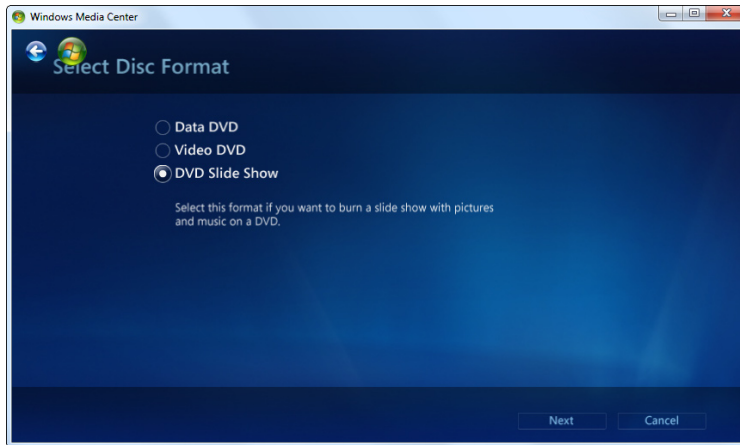 Windows Media Center
Select Disc Format
Data DVD
Video DVD
DVD Slide Show
Select this format if you want to burn a slide show with pictures
and music on a DVD.
Next Cancel